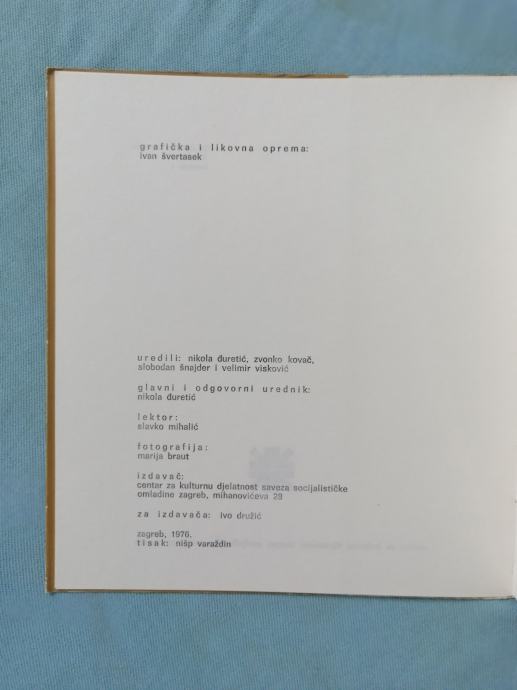 grafička i likovna oprema:
ivan švertasek
uredili: nikola đuretić, zvonko kovač,
slobodan šnajder i velimir visković
glavni i odgovorni urednik:
nikola đuretić
lektor:
slavko mihalić
fotografija:
marija braut
izdavač:
centar za kulturnu djelatnost saveza socijalističke
omladine zagreb, mihanovićeva 28
za izdavača: ivo družić
zagreb, 1976.
tisak: nišp varaždin